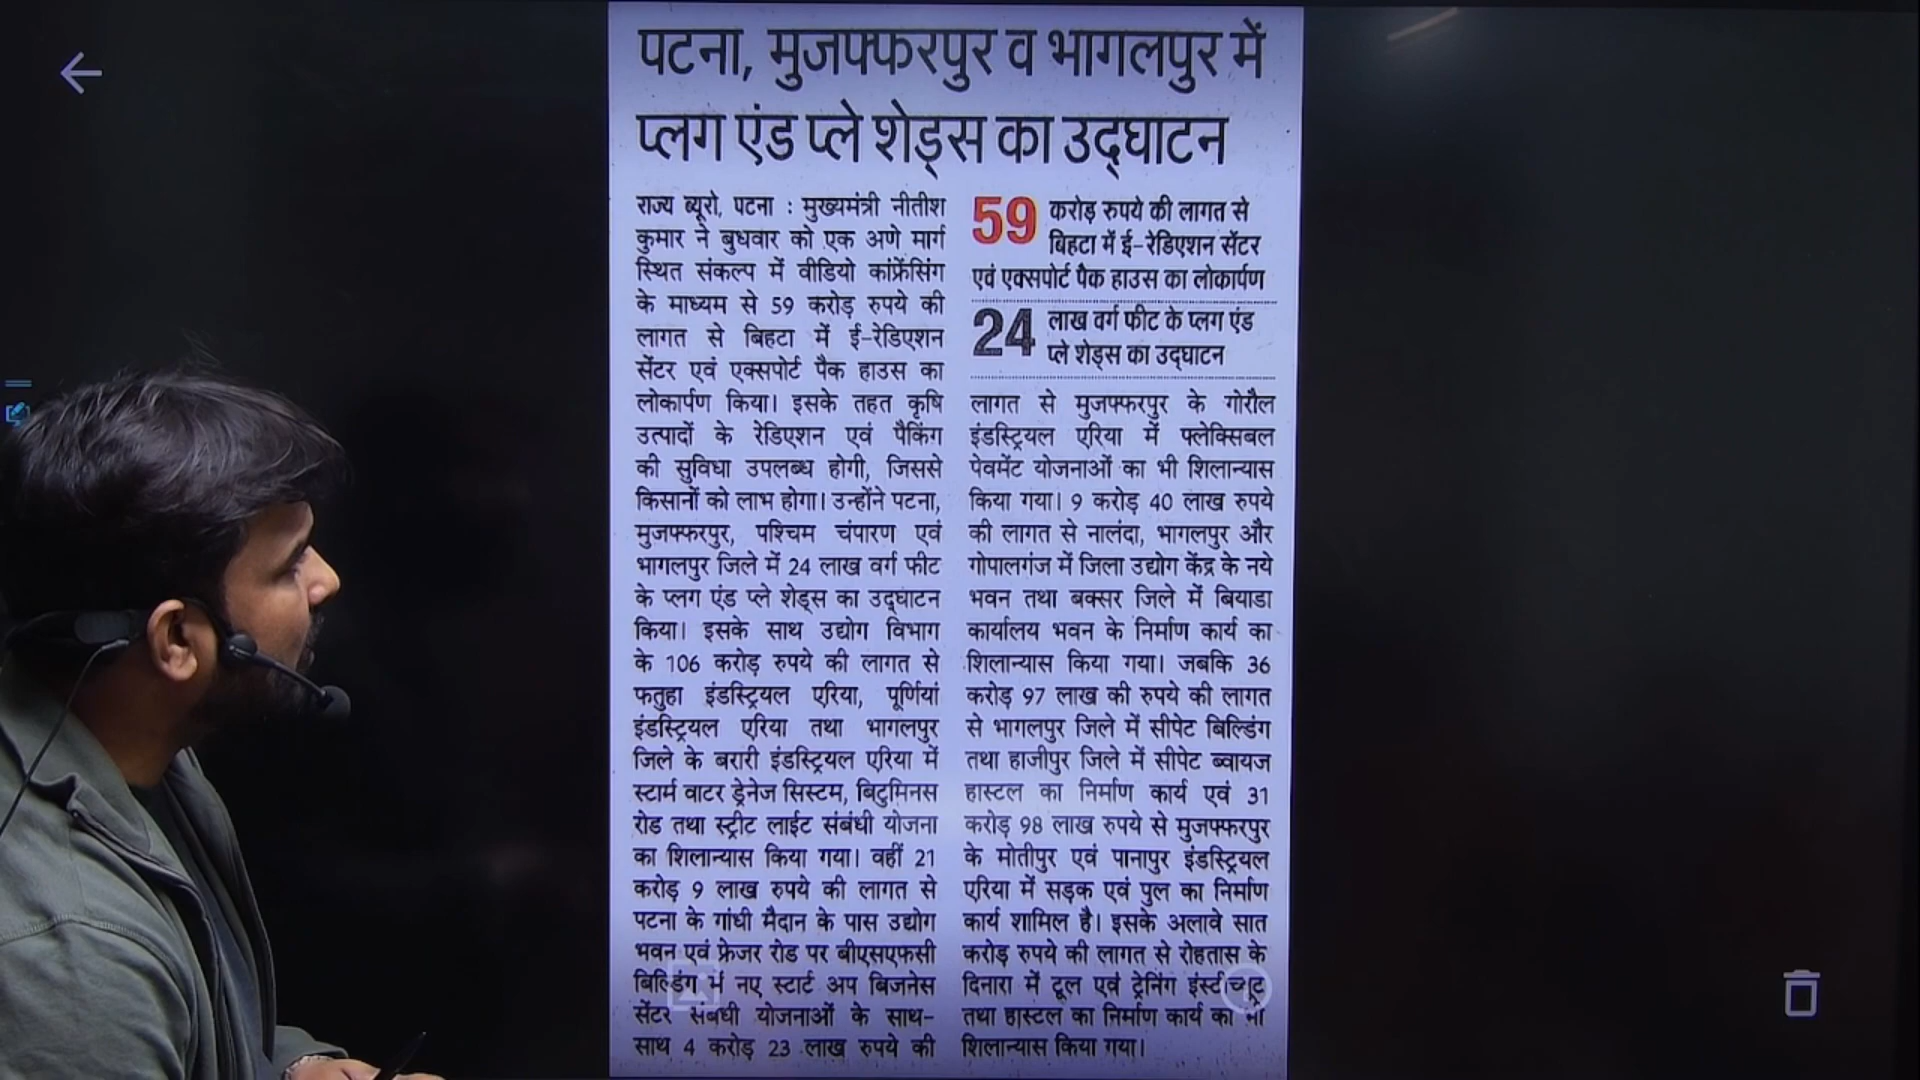 पटना, मुजफ्फरपुर व भागलपुर में
प्लग एंड प्ले शेड्स का उद्घाटन
राज्य ब्यूरो, पटना : मुख्यमंत्री नीतीश
कुमार ने बुधवार को एक अणे मार्ग
स्थित संकल्प में वीडियो कांफ्रेंसिंग
के माध्यम से 59 करोड़ रुपये की
लागत से बिहटा में ई-रेडिएशन
सेंटर एवं एक्सपोर्ट पैक हाउस का
लोकार्पण किया। इसके तहत कृषि
उत्पादों के रेडिएशन एवं पैकिंग
की सुविधा उपलब्ध होगी, जिससे
किसानों को लाभ होगा। उन्होंने पटना,
मुजफ्फरपुर, पश्चिम चंपारण एवं
भागलपुर जिले में 24 लाख वर्ग फीट
के प्लग एंड प्ले शेड्स का उद्घाटन
किया। इसके साथ उद्योग विभाग
के 106 करोड़ रुपये की लागत से
फतुहा इंडस्ट्रियल एरिया, पूर्णियां
इंडस्ट्रियल एरिया तथा भागलपुर
जिले के बरारी इंडस्ट्रियल एरिया में
स्टार्म वाटर ड्रेनेज सिस्टम, बिटुमिनस
रोड तथा स्ट्रीट लाईट संबंधी योजना
का शिलान्यास किया गया। वहीं 21
करोड़ 9 लाख रुपये की लागत से
पटना के गांधी मैदान के पास उद्योग
भवन एवं फ्रेजर रोड पर बीएसएफसी
बिल्डिंग में नए स्टार्ट अप बिजनेस
सेंटर संबंधी योजनाओं के साथ-
साथ 4 करोड़ 23 लाख रुपये की
59 करोड़ रुपये की लागत से
बिहटा में ई-रेडिएशन सेंटर
एवं एक्सपोर्ट पैक हाउस का लोकार्पण
24 लाख वर्ग फीट के प्लग एंड
प्ले शेड्स का उद्घाटन
लागत से मुजफ्फरपुर के गोरौल
इंडस्ट्रियल एरिया में फ्लेक्सिबल
पेवमेंट योजनाओं का भी शिलान्यास
किया गया। 9 करोड़ 40 लाख रुपये
की लागत से नालंदा, भागलपुर और
गोपालगंज में जिला उद्योग केंद्र के नये
भवन तथा बक्सर जिले में बियाडा
कार्यालय भवन के निर्माण कार्य का
शिलान्यास किया गया। जबकि 36
करोड़ 97 लाख की रुपये की लागत
से भागलपुर जिले में सीपेट बिल्डिंग
तथा हाजीपुर जिले में सीपेट ब्वायज
हास्टल का निर्माण कार्य एवं 31
करोड़ 98 लाख रुपये से मुजफ्फरपुर
के मोतीपुर एवं पानापुर इंडस्ट्रियल
एरिया में सड़क एवं पुल का निर्माण
कार्य शामिल है। इसके अलावे सात
करोड़ रुपये की लागत से रोहतास के
दिनारा में टूल एवं ट्रेनिंग इंस्टीच्यूट
तथा हास्टल का निर्माण कार्य का भी
शिलान्यास किया गया।